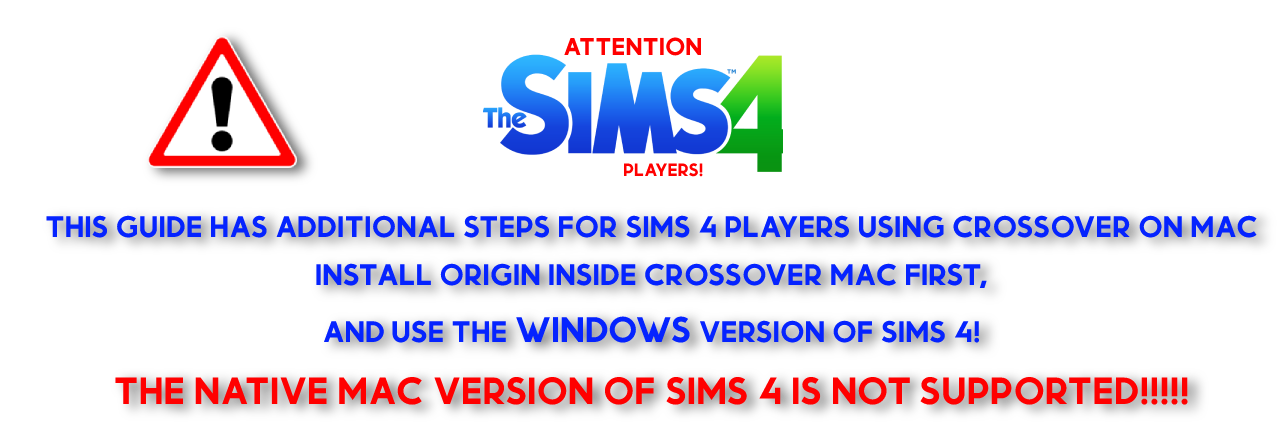 ATTENTION
The SIMS 4™
PLAYERS!
THIS GUIDE HAS ADDITIONAL STEPS FOR SIMS 4 PLAYERS USING CROSSOVER ON MAC
INSTALL ORIGIN INSIDE CROSSOVER MAC FIRST,
AND USE THE WINDOWS VERSION OF SIMS 4!
THE NATIVE MAC VERSION OF SIMS 4 IS NOT SUPPORTED!!!!!